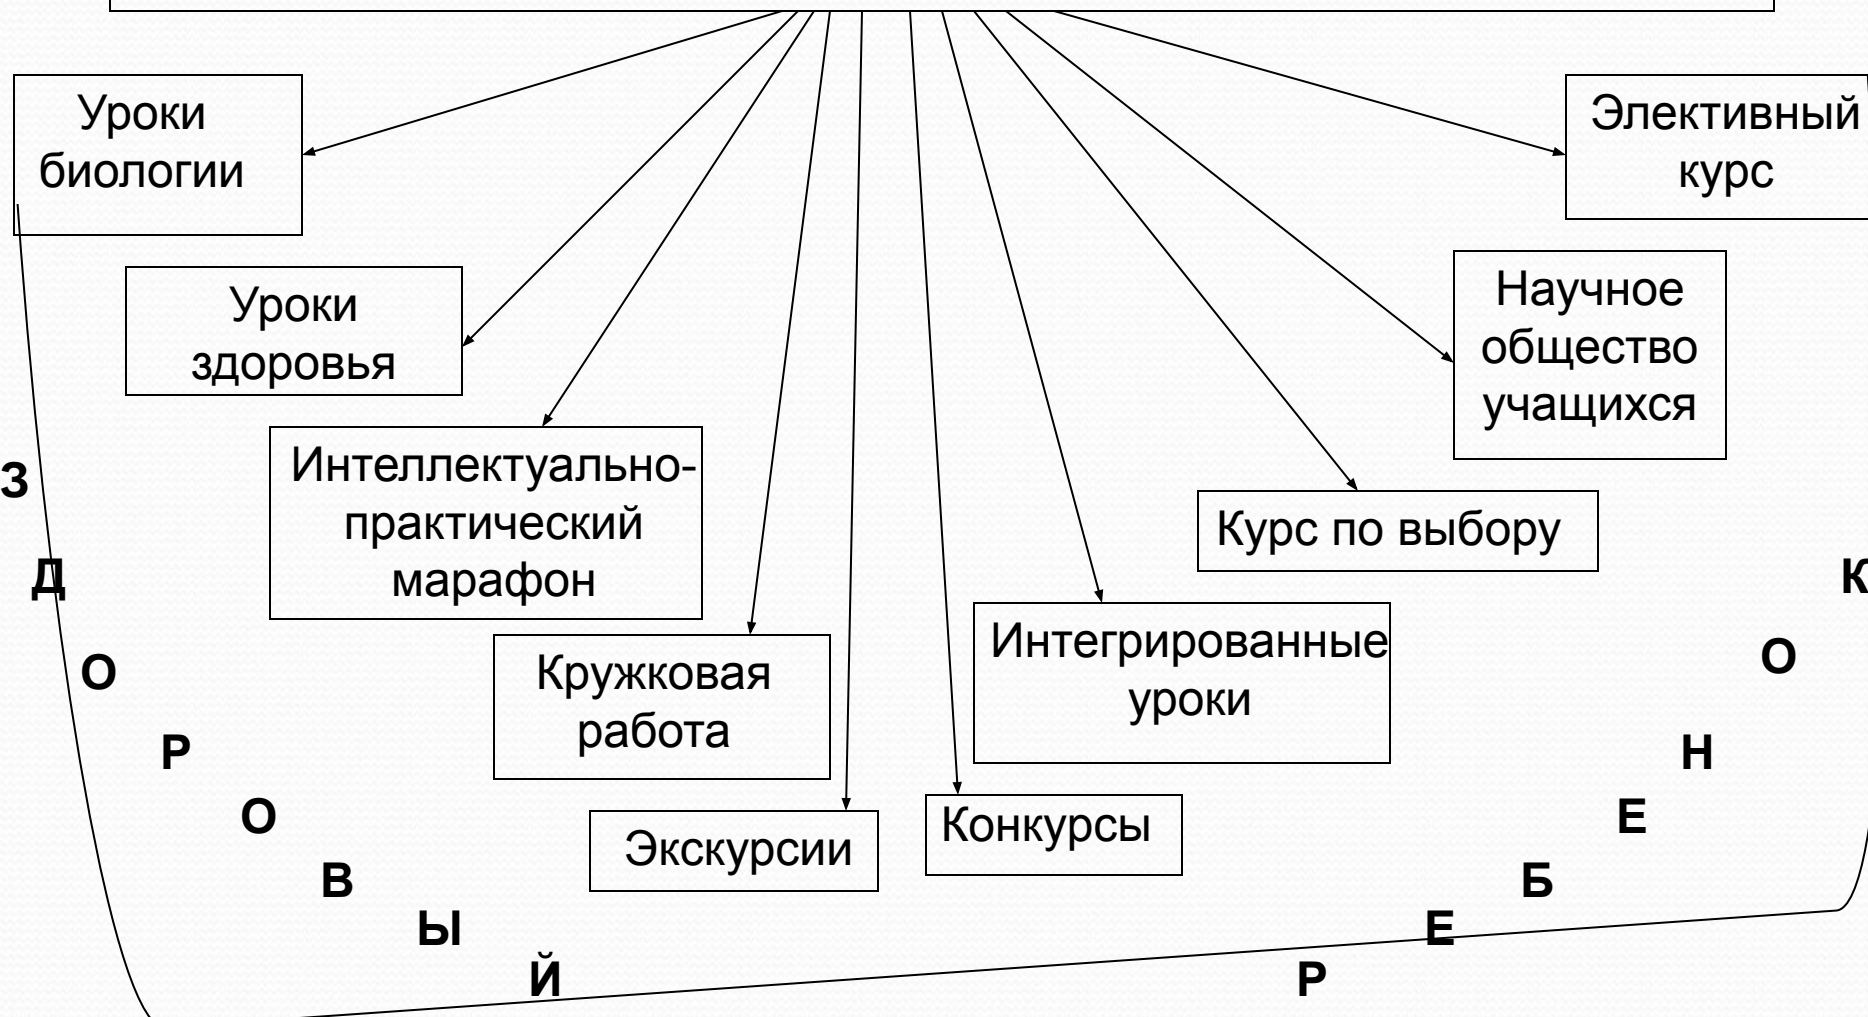 Уроки
биологии
Элективный
курс
Уроки
здоровья
Научное
общество
учащихся
Интеллектуально-
практический
марафон
Курс по выбору
Кружковая
работа
Интегрированные
уроки
Экскурсии
Конкурсы
З
Д
О
Р
О
В
Ы
Й
Р
Е
Б
Е
Н
О
К